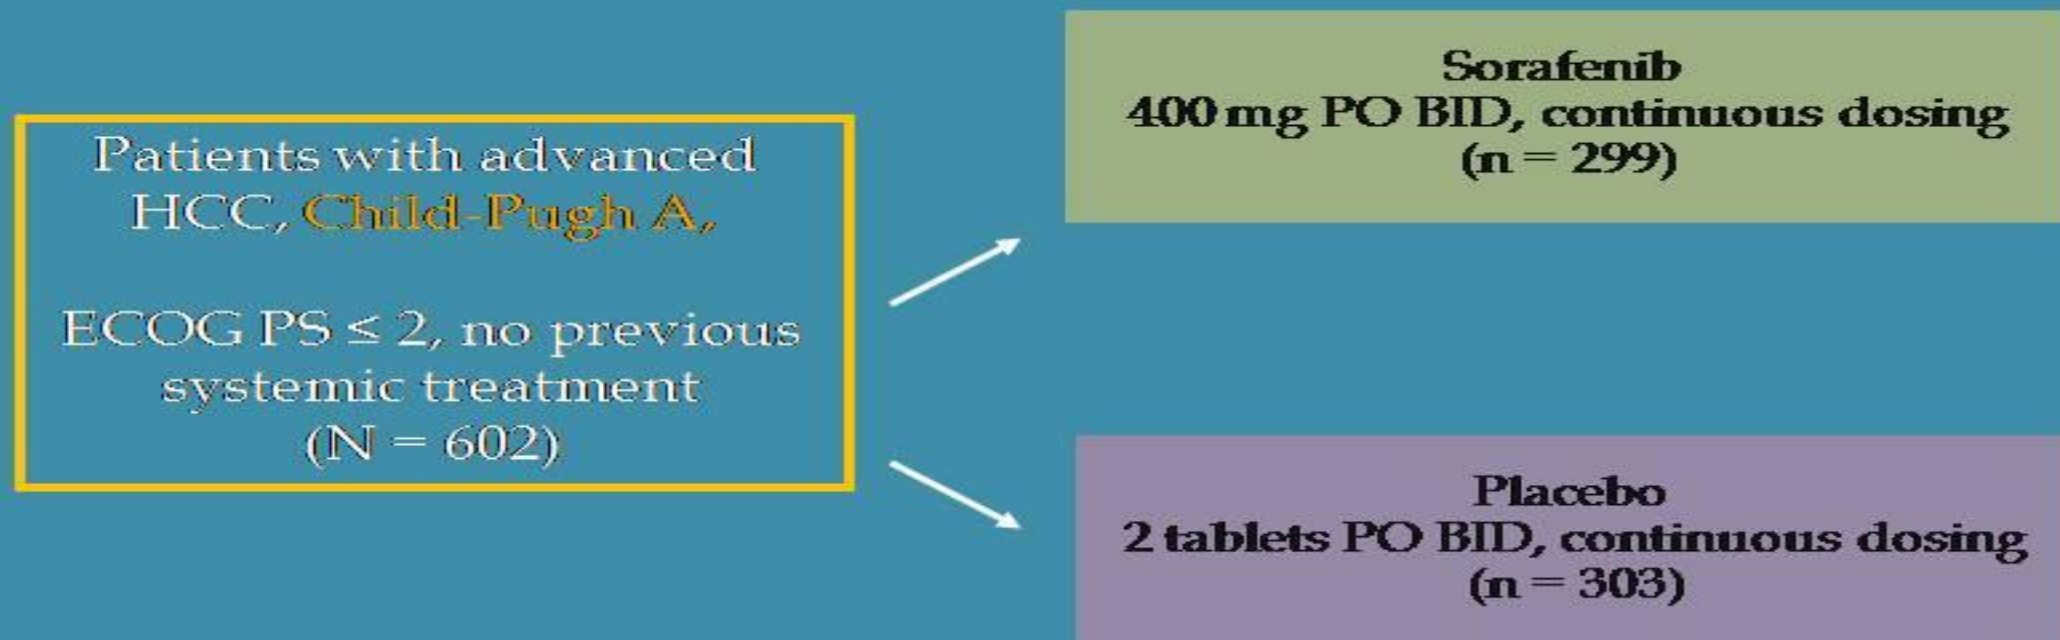 Patients with advanced
HCC, Child-Pugh A,
ECOG PS ≤ 2, no previous
systemic treatment
(N = 602)
Sorafenib
400 mg PO BID, continuous dosing
(n = 299)
Placebo
2 tablets PO BID, continuous dosing
(n = 303)